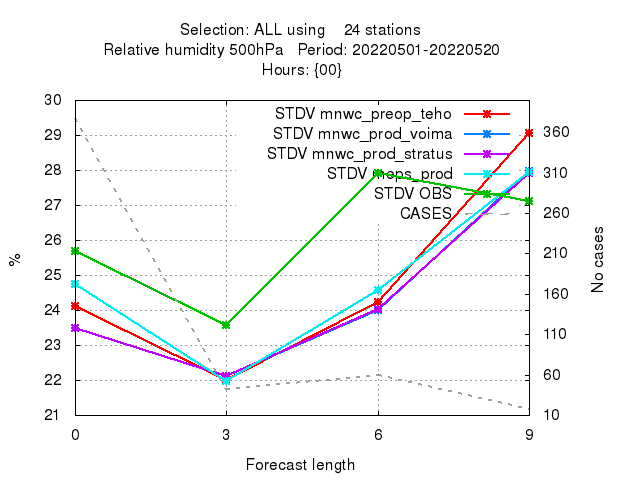 Selection: ALL using    24 stations
Relative humidity 500hPa   Period: 20220501-20220520
Hours: {00}
STDV mnwc_preop_teho
STDV mnwc_prod_voima
STDV mnwc_prod_stratus
STDV meps_prod
STDV OBS
CASES
30
29
28
27
26
25
24
23
22
21
%
360
310
260
210
160
110
60
10
No cases
0 3 6 9
Forecast length